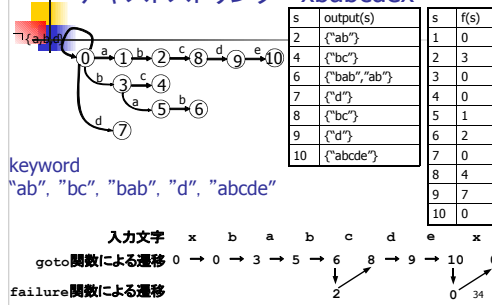 {a,b,d}
0 a 1 b 2 c 8 d 9 e 10
b 3 c 4
a 5 b 6
d 7
s output(s)
2 {"ab"}
4 {"bc"}
6 {"bab","ab"}
7 {"d"}
8 {"bc"}
9 {"d"}
10 {"abcde"}
s f(s)
1 0
2 3
3 0
4 0
5 1
6 2
7 0
8 4
9 7
10 0
keyword
"ab", "bc", "bab", "d", "abcde"
入力文字 x b a b c d e x
goto関数による遷移 0 → 0 → 3 → 5 → 6 8 → 9 → 10
failure関数による遷移 2 0
34